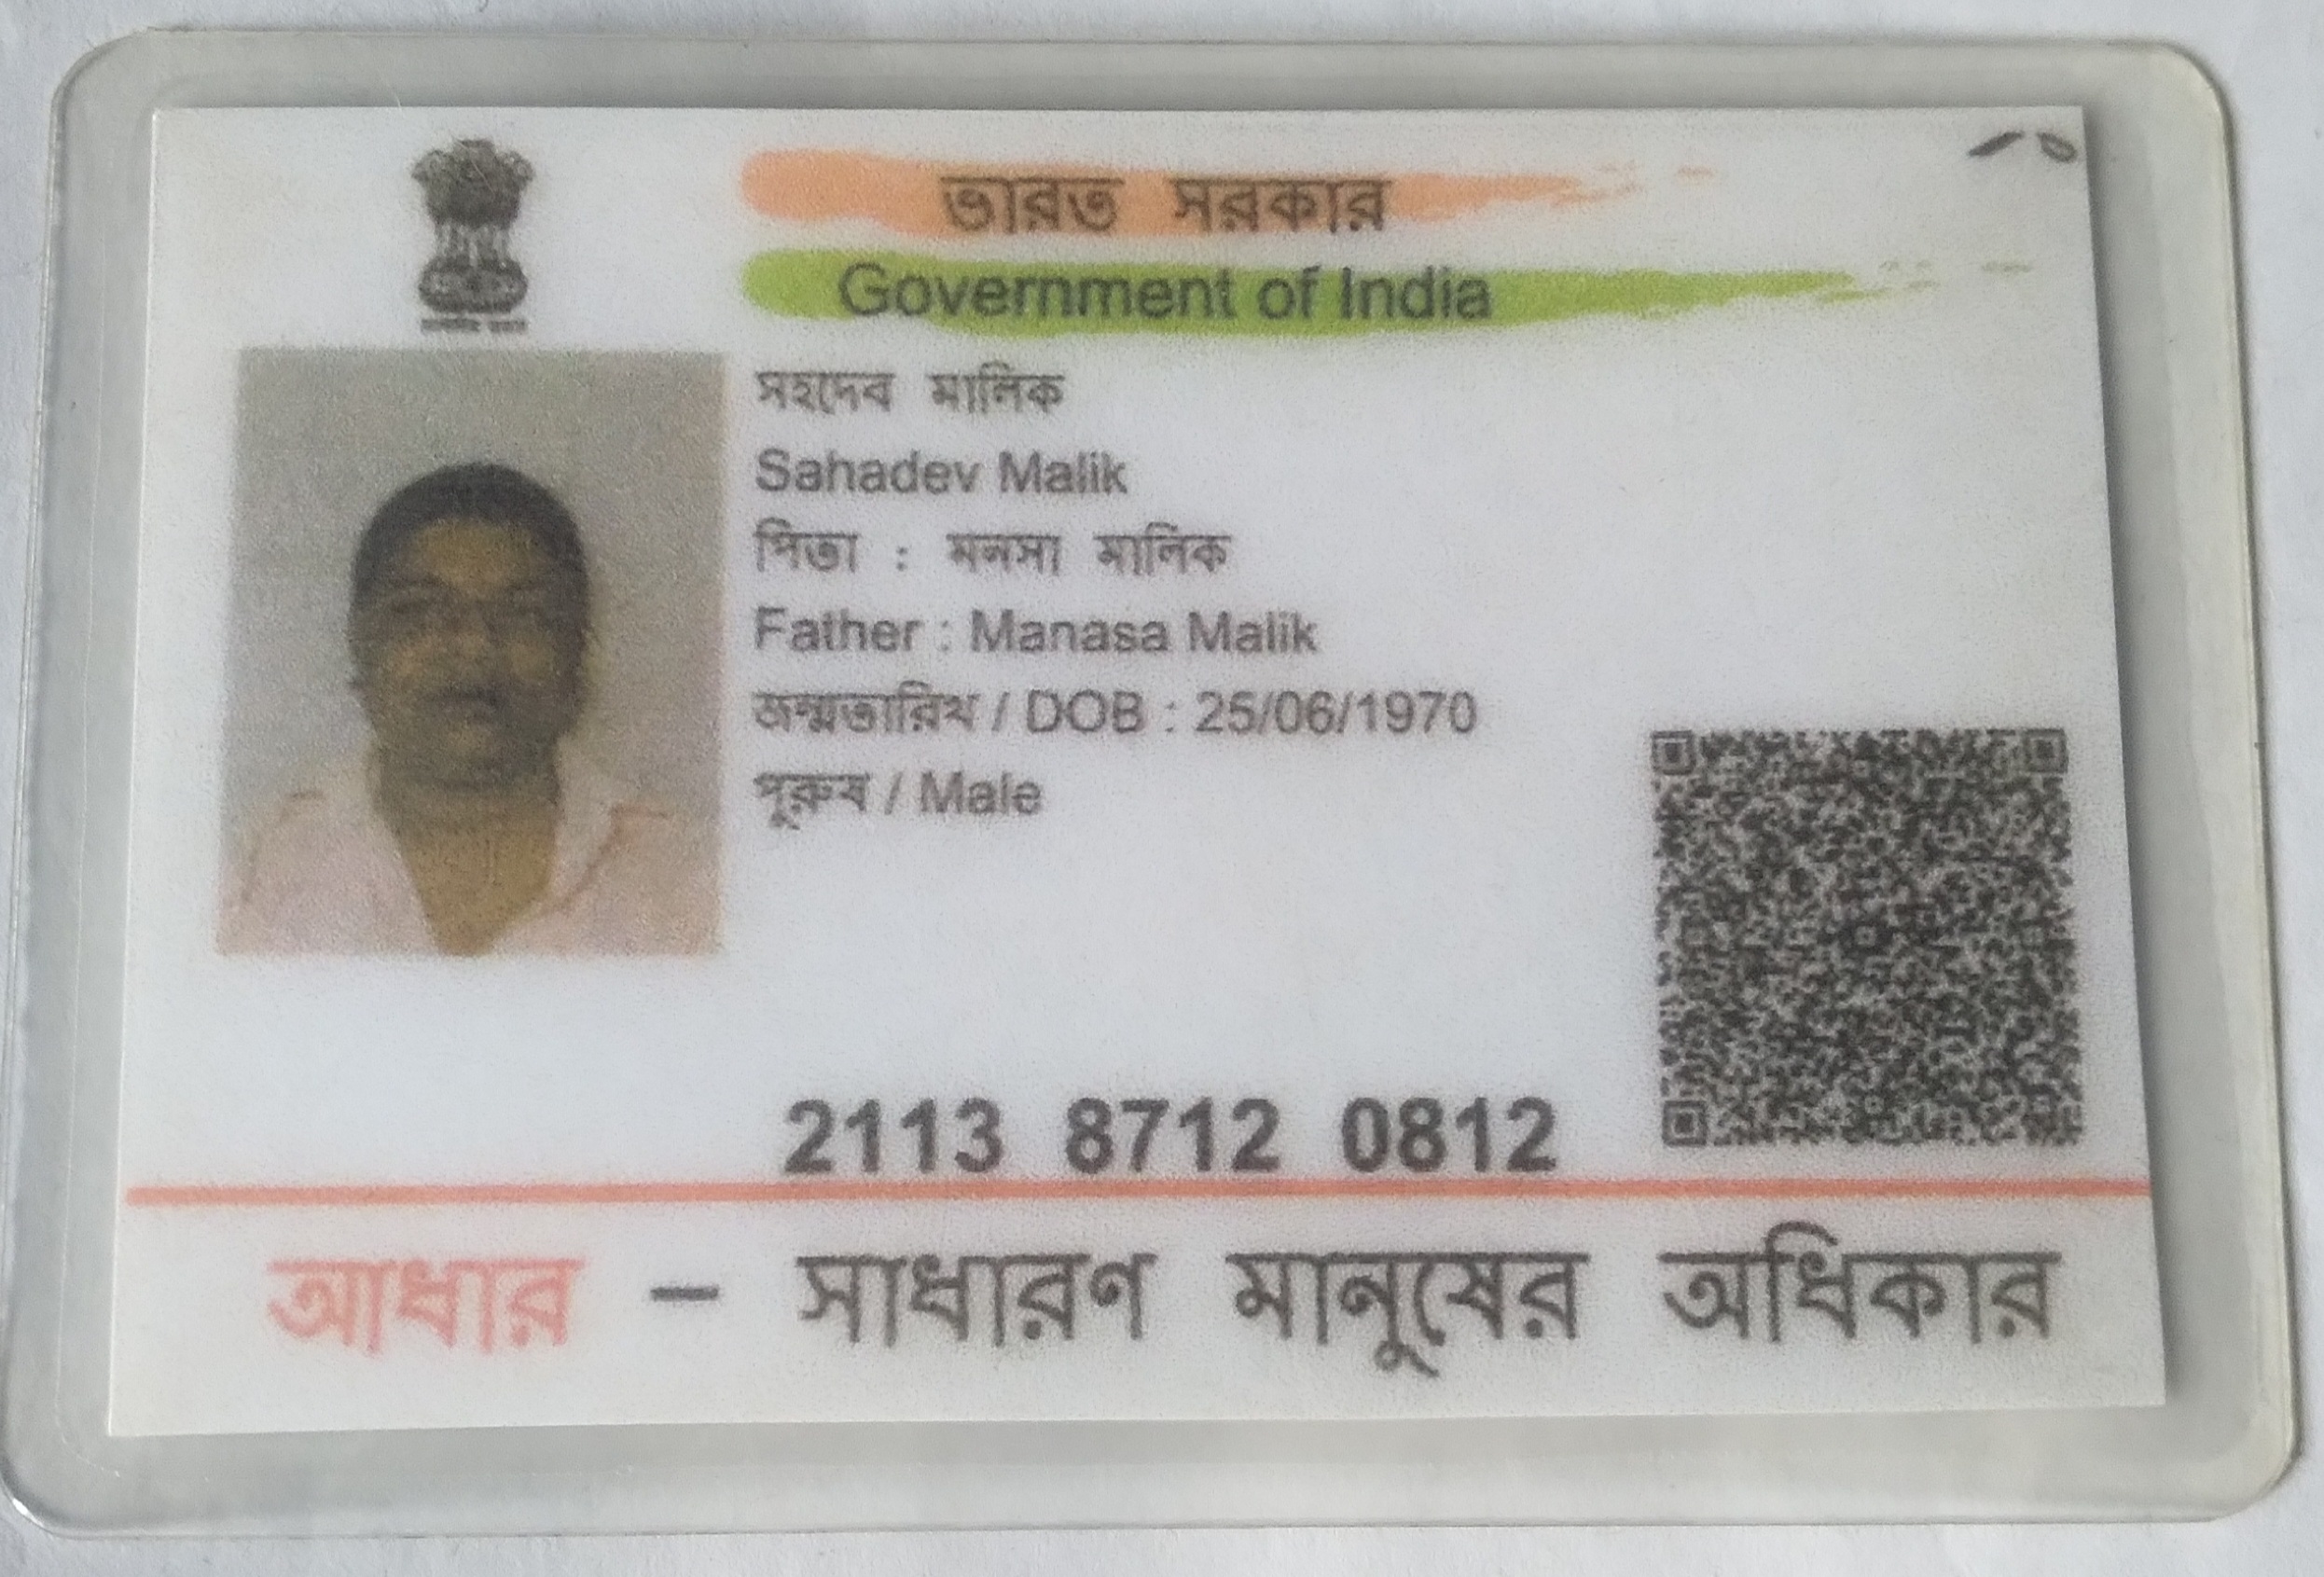 ভারত সরকার
Government of India
সহদেব মালিক
Sahadev Malik
পিতা : মনসা মালিক
Father : Manasa Malik
জন্মতারিখ / DOB : 25/06/1970
পুরুষ / Male
2113 8712 0812
আধার – সাধারণ মানুষের অধিকার